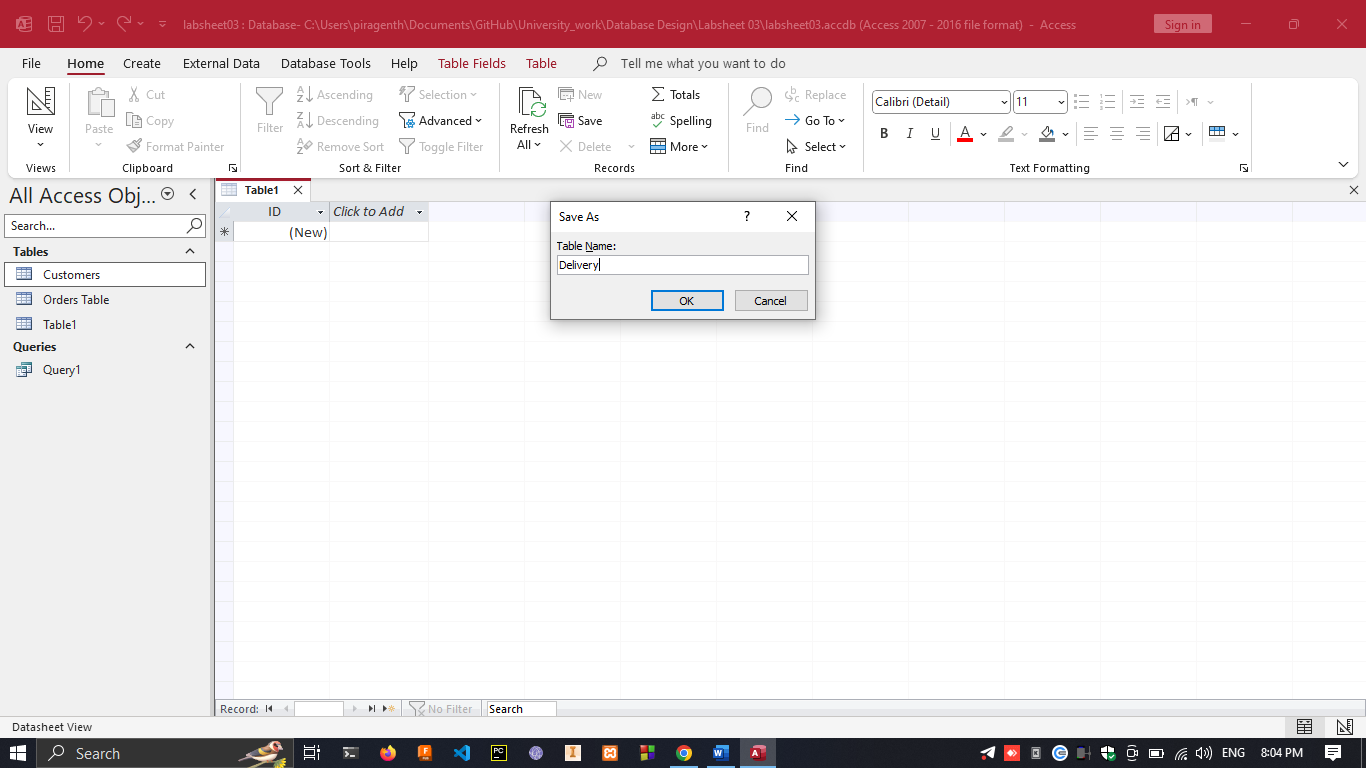 labsheet03 : Database- C:\Users\piragenth\Documents\GitHub\University_work\Database Design\Labsheet 03\labsheet03.accdb (Access 2007 - 2016 file format) - Access
Sign in
File Home Create External Data Database Tools Help Table Fields Table Tell me what you want to do
View
Views
Paste
Cut
Copy
Format Painter
Clipboard
Filter
Ascending
Descending
Remove Sort
Selection
Advanced
Toggle Filter
Sort & Filter
Refresh
All
New
Save
Delete
Totals
Spelling
More
Records
Find
Replace
Go To
Select
Find
Calibri (Detail) 11
B I U A
Text Formatting
All Access Obj...
Search...
Tables
Customers
Orders Table
Table1
Queries
Query1
Table1
ID Click to Add
(New)
Save As ?
Table Name:
Delivery
OK Cancel
Record: No Filter Search
Datasheet View
Search
ENG 8:04 PM